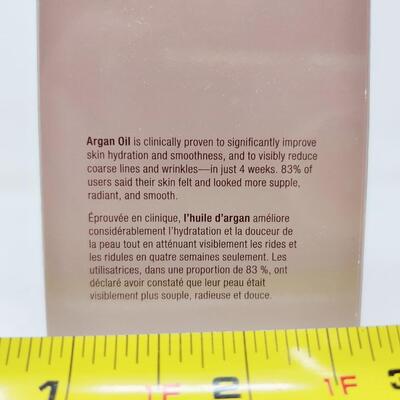 Argan Oil is clinically proven to significantly improve
skin hydration and smoothness, and to visibly reduce
coarse lines and wrinkles—in just 4 weeks. 83% of
users said their skin felt and looked more supple,
radiant, and smooth.
Éprouvée en clinique, l'huile d'argan améliore
considérablement l'hydratation et la douceur de
la peau tout en atténuant visiblement les rides et
les ridules en quatre semaines seulement. Les
utilisatrices, dans une proportion de 83 %, ont
déclaré avoir constaté que leur peau était
visiblement plus souple, radieuse et douce.
1 1F 2 1F 3